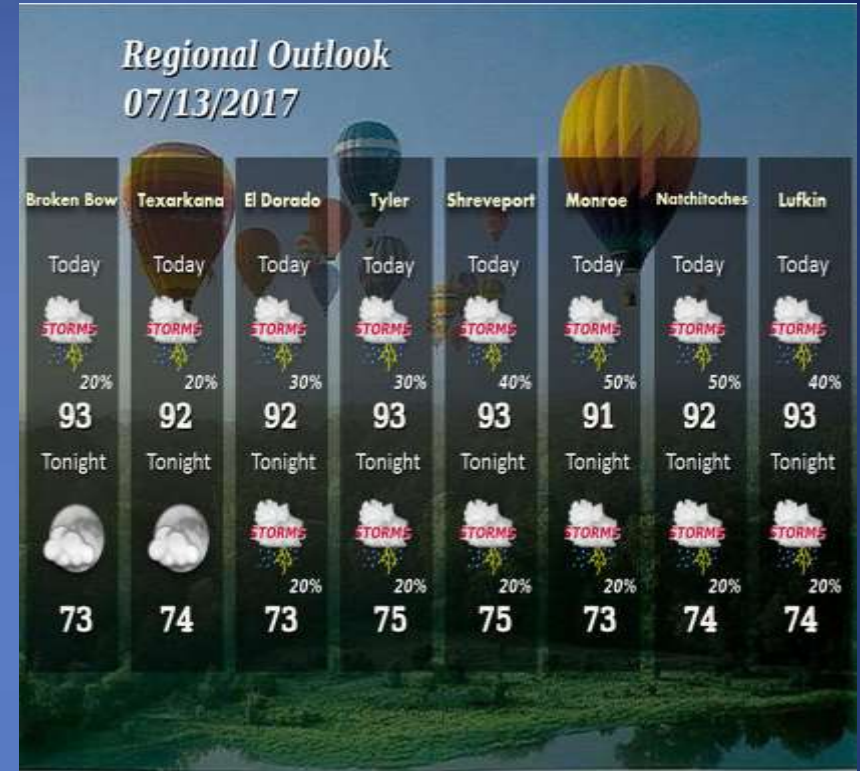 Regional Outlook
07/13/2017
Broken Bow Texarkana El Dorado Tyler Shreveport Monroe Natchitoches Lufkin
Today Today Today Today Today Today Today Today
STORMS STORMS STORMS STORMS STORMS STORMS STORMS STORMS
20% 20% 30% 30% 40% 50% 50% 40%
93 92 92 93 93 91 92 93
Tonight Tonight Tonight Tonight Tonight Tonight Tonight Tonight
STORMS STORMS STORMS STORMS STORMS STORMS
20% 20% 20% 20% 20% 20%
73 74 73 75 75 73 74 74